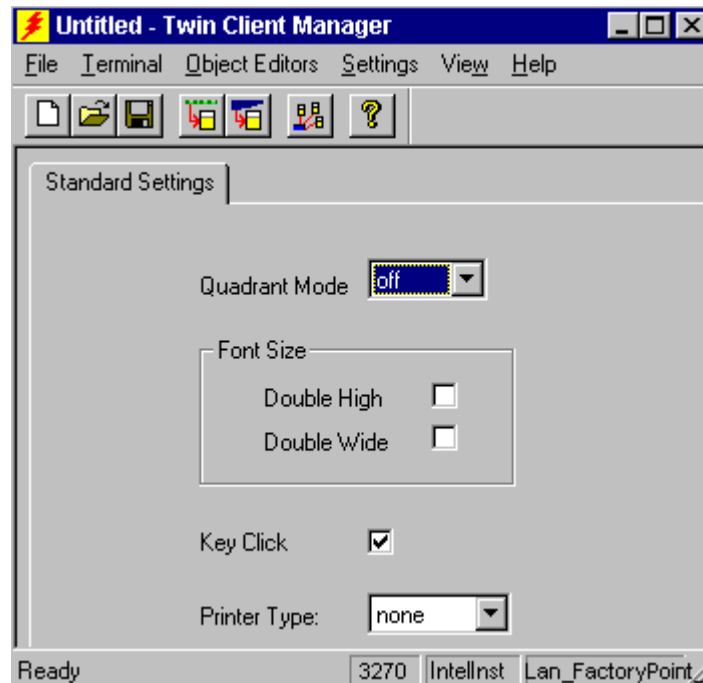 Untitled - Twin Client Manager
File Terminal Object Editors Settings View Help
Standard Settings
Quadrant Mode off
Font Size
Double High
Double Wide
Key Click
Printer Type: none
Ready 3270 IntelInst Lan_FactoryPoint